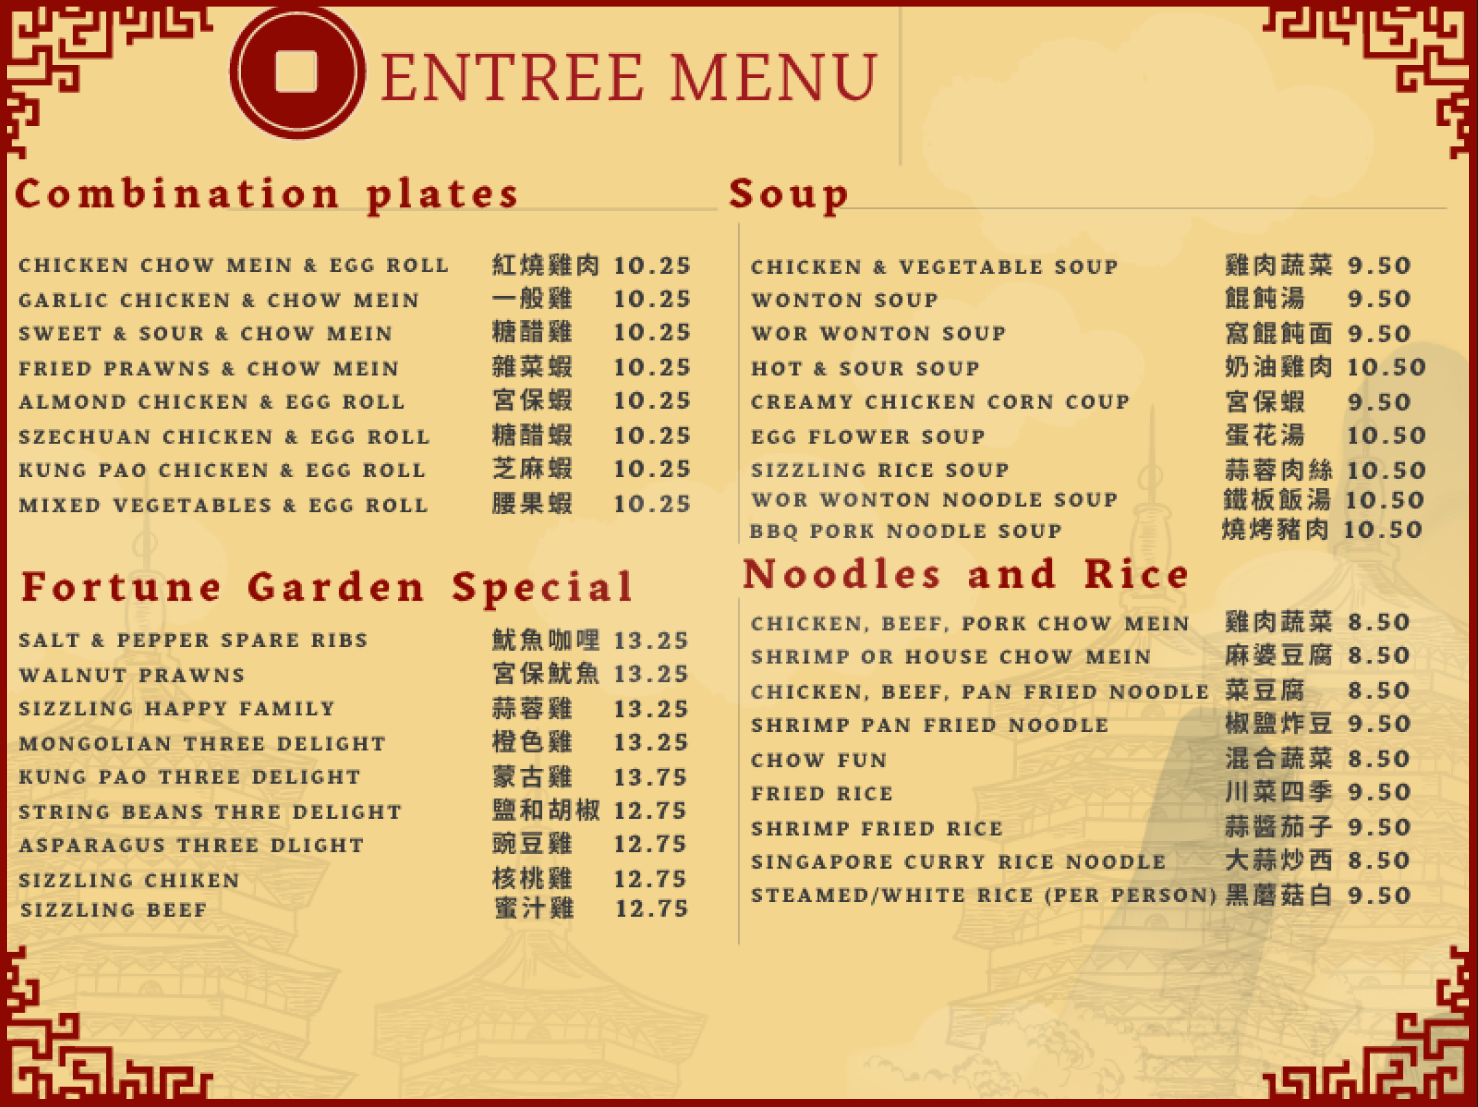 ENTREE MENU
Combination plates
CHICKEN CHOW MEIN & EGG ROLL 紅燒雞肉 10.25
GARLIC CHICKEN & CHOW MEIN 一般雞 10.25
SWEET & SOUR & CHOW MEIN 糖醋雞 10.25
FRIED PRAWNS & CHOW MEIN 雜菜蝦 10.25
ALMOND CHICKEN & EGG ROLL 宮保蝦 10.25
SZECHUAN CHICKEN & EGG ROLL 糖醋蝦 10.25
KUNG PAO CHICKEN & EGG ROLL 芝麻蝦 10.25
MIXED VEGETABLES & EGG ROLL 腰果蝦 10.25
Fortune Garden Special
SALT & PEPPER SPARE RIBS 魷魚咖哩 13.25
WALNUT PRAWNS 宮保魷魚 13.25
SIZZLING HAPPY FAMILY 蒜蓉雞 13.25
MONGOLIAN THREE DELIGHT 橙色雞 13.25
KUNG PAO THREE DELIGHT 蒙古雞 13.75
STRING BEANS THRE DELIGHT 鹽和胡椒 12.75
ASPARAGUS THREE DLIGHT 豌豆雞 12.75
SIZZLING CHIKEN 核桃雞 12.75
SIZZLING BEEF 蜜汁雞 12.75
Soup
CHICKEN & VEGETABLE SOUP 雞肉蔬菜 9.50
WONTON SOUP 餛飩湯 9.50
WOR WONTON SOUP 窩餛飩面 9.50
HOT & SOUR SOUP 奶油雞肉 10.50
CREAMY CHICKEN CORN COUP 宮保蝦 9.50
EGG FLOWER SOUP 蛋花湯 10.50
SIZZLING RICE SOUP 蒜蓉肉絲 10.50
WOR WONTON NOODLE SOUP 鐵板飯湯 10.50
BBQ PORK NOODLE SOUP 燒烤豬肉 10.50
Noodles and Rice
CHICKEN, BEEF, PORK CHOW MEIN 雞肉蔬菜 8.50
SHRIMP OR HOUSE CHOW MEIN 麻婆豆腐 8.50
CHICKEN, BEEF, PAN FRIED NOODLE 菜豆腐 8.50
SHRIMP PAN FRIED NOODLE 椒鹽炸豆 9.50
CHOW FUN 混合蔬菜 8.50
FRIED RICE 川菜四季 9.50
SHRIMP FRIED RICE 蒜醬茄子 9.50
SINGAPORE CURRY RICE NOODLE 大蒜炒西 8.50
STEAMED/WHITE RICE (PER PERSON) 黑蘑菇白 9.50